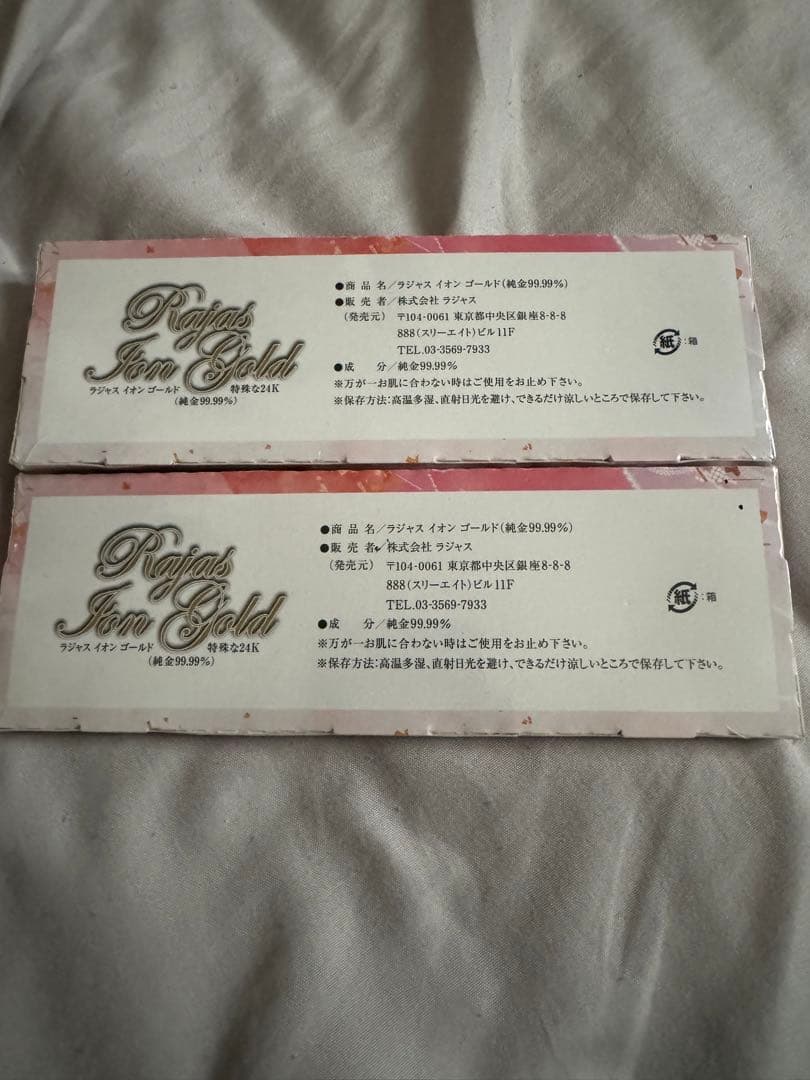 Rajas
Ion Gold
ラジャス イオン ゴールド 特殊な24K
(純金99.99%)
●商品名/ラジャス イオン ゴールド(純金99.99%)
●販売者/株式会社 ラジャス
(発売元) 〒104-0061 東京都中央区銀座8-8-8
888(スリーエイト)ビル11F
TEL.03-3569-7933
●成 分/純金99.99%
※万が一お肌に合わない時はご使用をお止め下さい。
※保存方法:高温多湿、直射日光を避け、できるだけ涼しいところで保存して下さい。
紙:箱
Rajas
Ion Gold
ラジャス イオン ゴールド 特殊な24K
(純金99.99%)
●商品名/ラジャス イオン ゴールド(純金99.99%)
●販売者/株式会社 ラジャス
(発売元) 〒104-0061 東京都中央区銀座8-8-8
888(スリーエイト)ビル11F
TEL.03-3569-7933
●成 分/純金99.99%
※万が一お肌に合わない時はご使用をお止め下さい。
※保存方法:高温多湿、直射日光を避け、できるだけ涼しいところで保存して下さい。
紙:箱